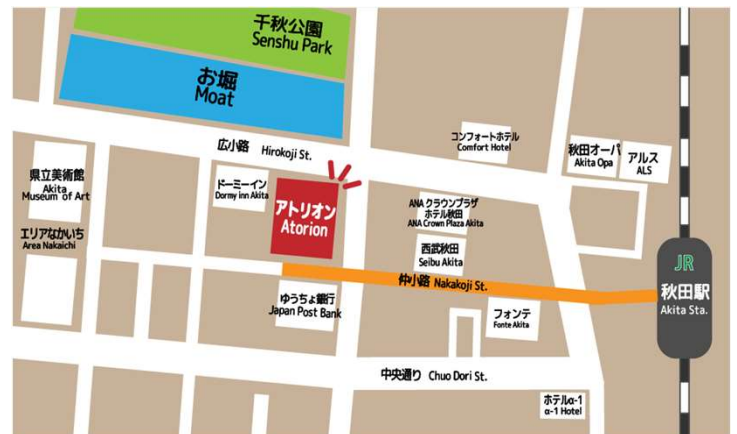 千秋公園
Senshu Park
お堀
Moat
広小路 Hirokoji St.
コンフォートホテル
Comfort Hotel
秋田オーパ
Akita Opa
アルス
ALS
県立美術館
Akita
Museum of Art
ドーミーイン
Dormy inn Akita
アトリオン
Atorion
ANA クラウンプラザ
ホテル秋田
ANA Crown Plaza Akita
エリアなかいち
Area Nakaichi
西武秋田
Seibu Akita
JR
秋田駅
Akita Sta.
仲小路 Nakakoji St.
ゆうちょ銀行
Japan Post Bank
フォンテ
Fonte Akita
中央通り Chuo Dori St.
ホテルα-1
α-1 Hotel